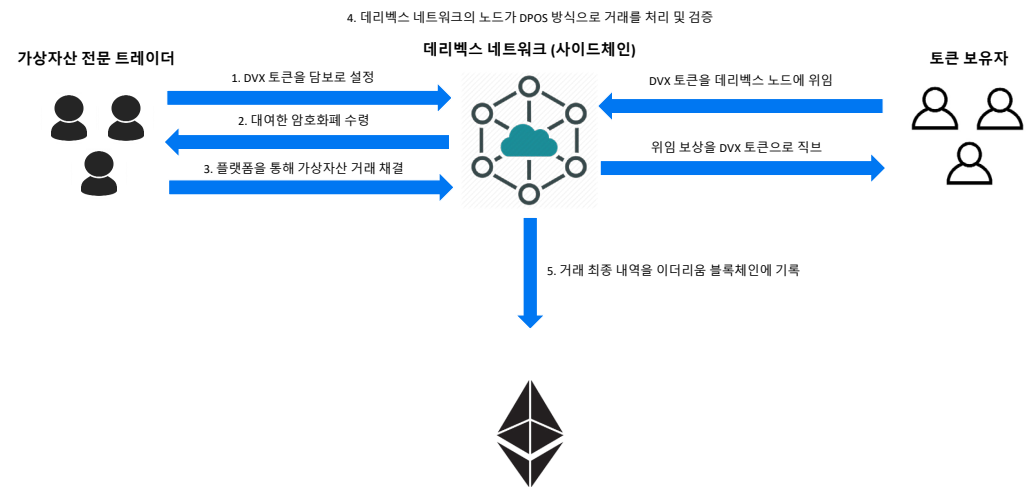 4. 데리벡스 네트워크의 노드가 DPOS 방식으로 거래를 처리 및 검증
가상자산 전문 트레이더
데리벡스 네트워크 (사이드체인)
토큰 보유자
1. DVX 토큰을 담보로 설정
DVX 토큰을 데리벡스 노드에 위임
2. 대여한 암호화폐 수령
위임 보상을 DVX 토큰으로 직브
3. 플랫폼을 통해 가상자산 거래 채결
5. 거래 최종 내역을 이더리움 블록체인에 기록